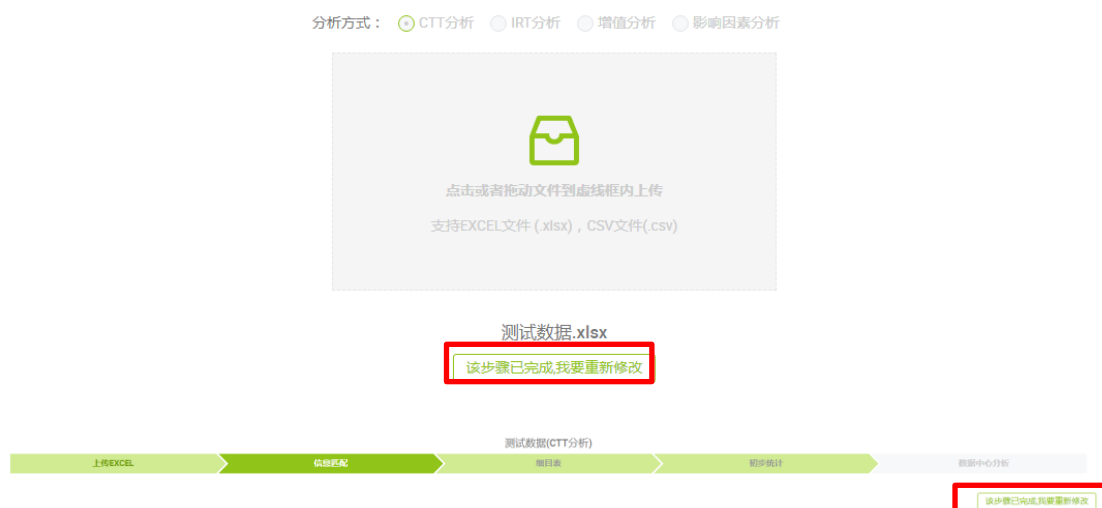 分析方式： CTT分析 IRT分析 增值分析 影响因素分析
点击或者拖动文件到虚线框内上传
支持EXCEL文件 (.xlsx)，CSV文件(.csv)
测试数据.xlsx
该步骤已完成,我要重新修改
测试数据(CTT分析)
上传EXCEL 信息匹配 细目表 初步统计 数据中心分析
该步骤已完成,我要重新修改